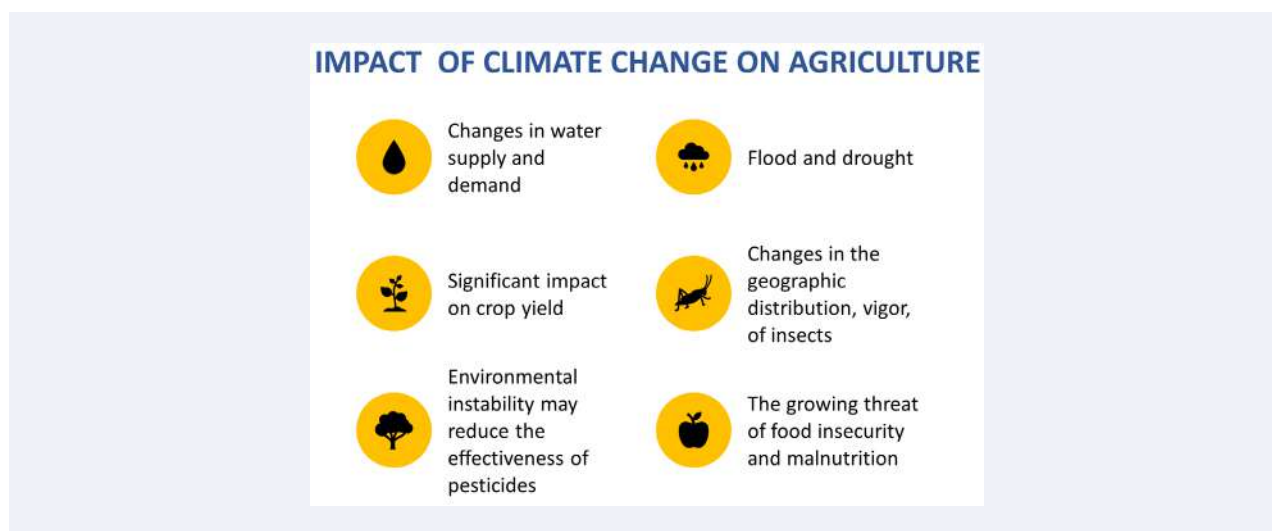 IMPACT OF CLIMATE CHANGE ON AGRICULTURE
Changes in water
supply and
demand
Flood and drought
Significant impact
on crop yield
Changes in the
geographic
distribution, vigor,
of insects
Environmental
instability may
reduce the
effectiveness of
pesticides
The growing threat
of food insecurity
and malnutrition